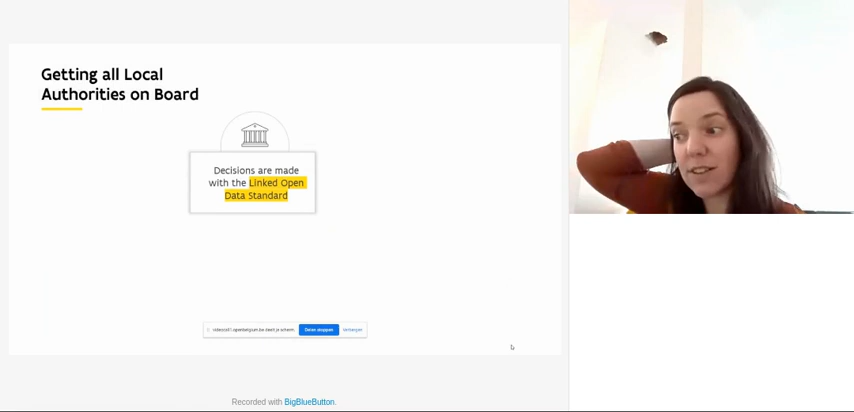 Getting all Local
Authorities on Board
Decisions are made
with the Linked Open
Data Standard
Delen stoppen
Verbergen
Recorded with BigBlueButton.